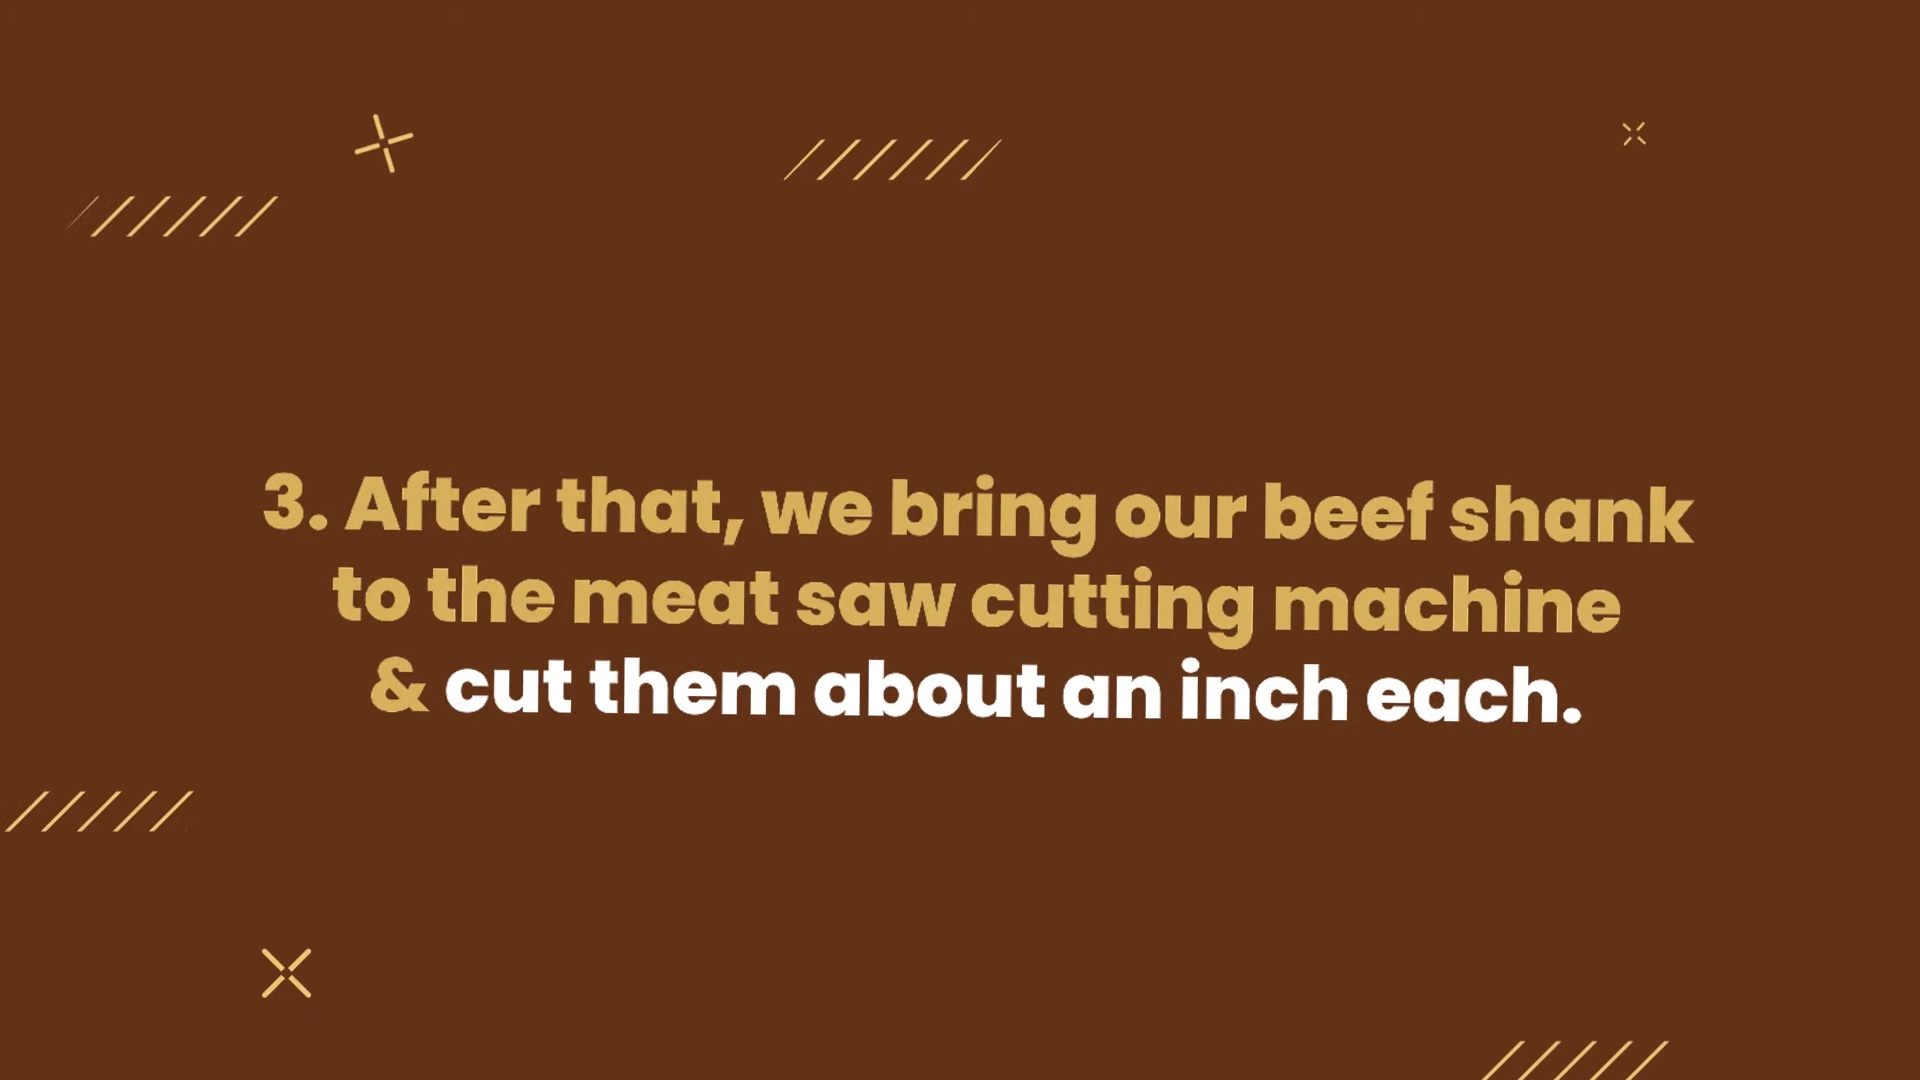 3. After that, we bring our beef shank
to the meat saw cutting machine
& cut them about an inch each.